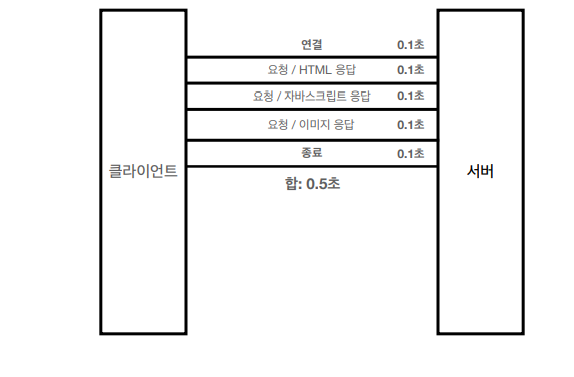 연결 0.1초
요청 / HTML 응답 0.1초
요청 / 자바스크립트 응답 0.1초
요청 / 이미지 응답 0.1초
종료 0.1초
클라이언트
서버
합: 0.5초